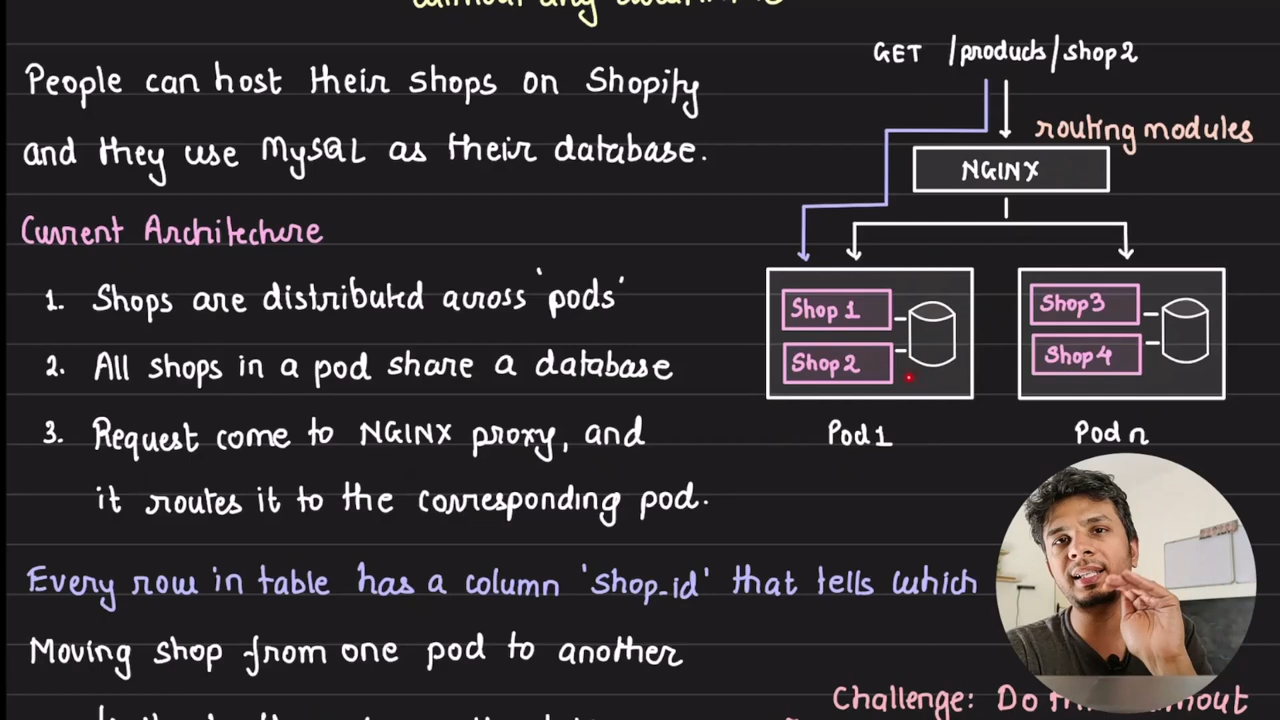 without any
People can host their shops on Shopify
and they use MySQL as their database.
Current Architecture
1. Shops are distributed across 'pods'
2. All shops in a pod share a database
3. Request come to NGINX proxy, and
it routes it to the corresponding pod.
Every row in table has a column 'shop_id' that tells which
Moving shop from one pod to another
GET /products/shop2
routing modules
NGINX
Shop 1
Shop 2
Pod 1
Shop 3
Shop 4
Pod n
Challenge: Do